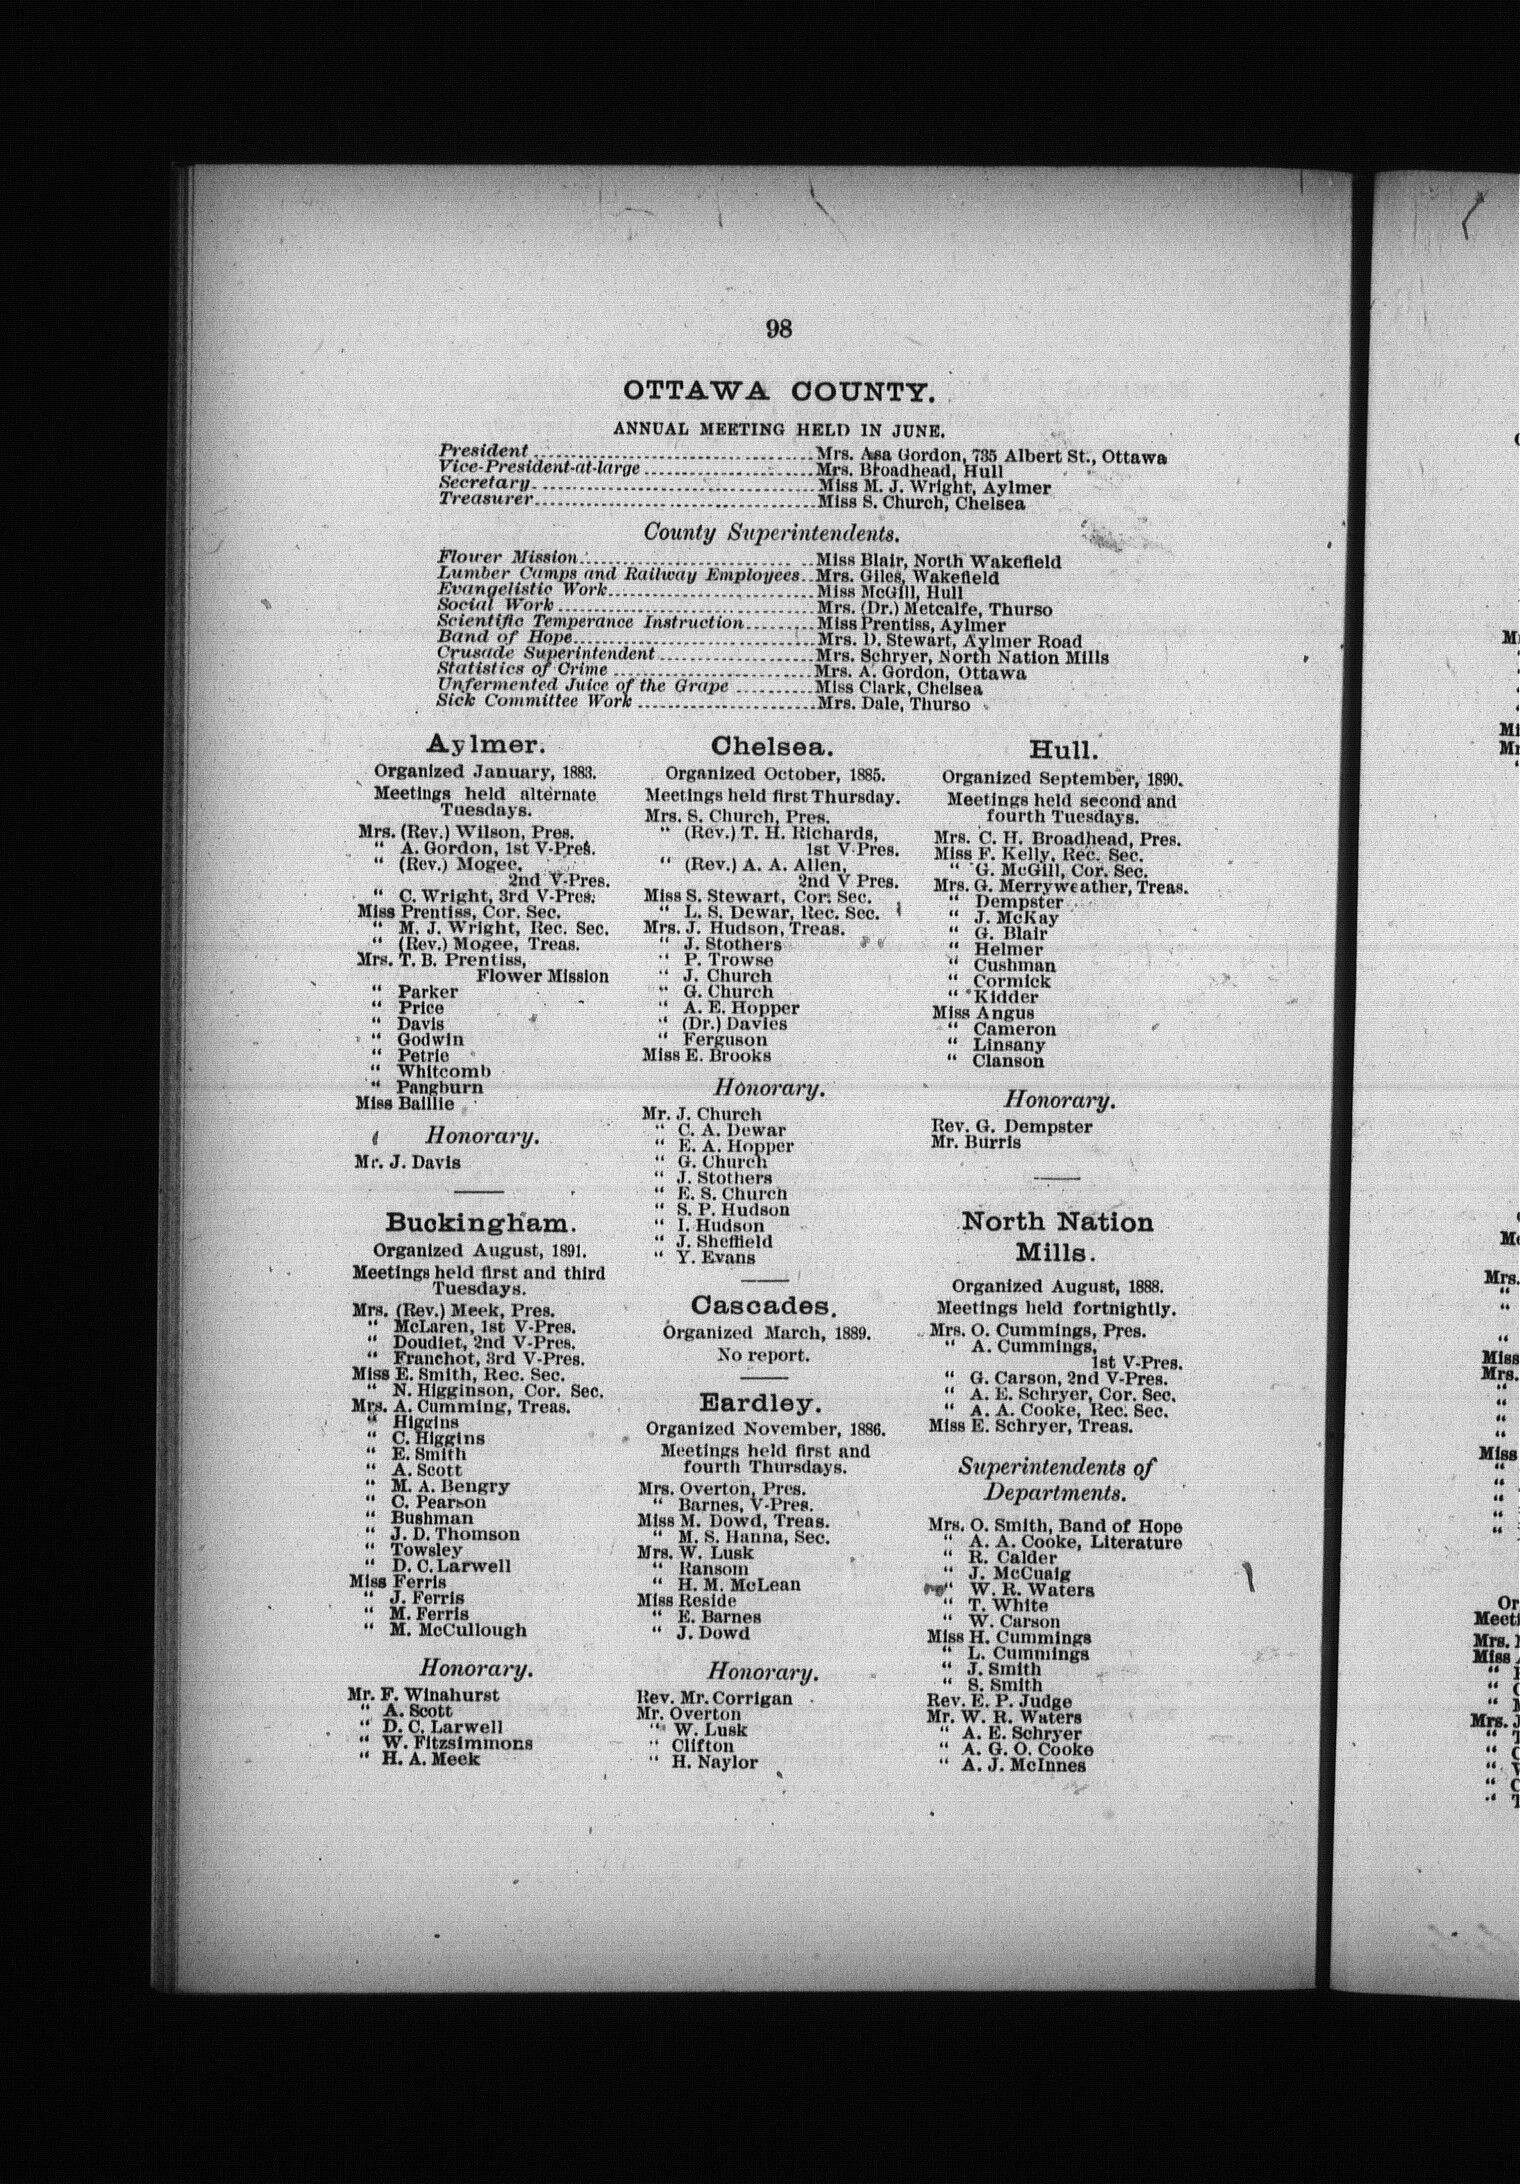 98
OTTAWA COUNTY.
ANNUAL MEETING HELD IN JUNE.
President ..............................Mrs. Asa Gordon, 735 Albert St., Ottawa
Vice-President-at-large ....................Mrs. Broadhead, Hull
Secretary..............................Miss M. J. Wright, Aylmer
Treasurer..............................Miss S. Church, Chelsea
County Superintendents.
Flower Mission..............................Miss Blair, North Wakefield
Lumber Camps and Railway Employees..Mrs. Giles, Wakefield
Evangelistic Work........................Miss McGill, Hull
Social Work ..............................Mrs. (Dr.) Metcalfe, Thurso
Scientific Temperance Instruction.........Miss Prentiss, Aylmer
Band of Hope..............................Mrs. D. Stewart, Aylmer Road
Crusade Superintendent ....................Mrs. Schryer, North Nation Mills
Statistics of Crime ........................Mrs. A. Gordon, Ottawa
Unfermented Juice of the Grape ..........Miss Clark, Chelsea
Sick Committee Work ......................Mrs. Dale, Thurso
Aylmer.
Organized January, 1883.
Meetings held alternate
Tuesdays.
Mrs. (Rev.) Wilson, Pres.
" A. Gordon, 1st V-Pres.
" (Rev.) Mogee,
2nd V-Pres.
" C. Wright, 3rd V-Pres.
Miss Prentiss, Cor. Sec.
" M. J. Wright, Rec. Sec.
" (Rev.) Mogee, Treas.
Mrs. T. B. Prentiss,
Flower Mission
" Parker
" Price
" Davis
" Godwin
" Petrie
" Whitcomb
" Pangburn
Miss Baillie
Honorary.
Mr. J. Davis
Buckingham.
Organized August, 1891.
Meetings held first and third
Tuesdays.
Mrs. (Rev.) Meek, Pres.
" McLaren, 1st V-Pres.
" Doudiet, 2nd V-Pres.
" Franchot, 3rd V-Pres.
Miss E. Smith, Rec. Sec.
" N. Higginson, Cor. Sec.
Mrs. A. Cumming, Treas.
" Higgins
" C. Higgins
" E. Smith
" A. Scott
" M. A. Bengry
" C. Pearson
" Bushman
" J. D. Thomson
" Towsley
" D. C. Larwell
Miss Ferris
" J. Ferris
" M. Ferris
" M. McCullough
Honorary.
Mr. F. Winahurst
" A. Scott
" D. C. Larwell
" W. Fitzsimmons
" H. A. Meek
Chelsea.
Organized October, 1885.
Meetings held first Thursday.
Mrs. S. Church, Pres.
" (Rev.) T. H. Richards,
1st V Pres.
" (Rev.) A. A. Allen,
2nd V Pres.
Miss S. Stewart, Cor. Sec.
" L. S. Dewar, Rec. Sec.
Mrs. J. Hudson, Treas.
" J. Stothers
" P. Trowse
" J. Church
" G. Church
" A. E. Hopper
" (Dr.) Davies
" Ferguson
Miss E. Brooks
Honorary.
Mr. J. Church
" C. A. Dewar
" E. A. Hopper
" G. Church
" J. Stothers
" E. S. Church
" S. P. Hudson
" I. Hudson
" J. Sheffield
" Y. Evans
Cascades.
Organized March, 1889.
No report.
Eardley.
Organized November, 1886.
Meetings held first and
fourth Thursdays.
Mrs. Overton, Pres.
" Barnes, V-Pres.
Miss M. Dowd, Treas.
" M. S. Hanna, Sec.
Mrs. W. Lusk
" Ransom
" H. M. McLean
Miss Reside
" E. Barnes
" J. Dowd
Honorary.
Rev. Mr. Corrigan
Mr. Overton
" W. Lusk
" Clifton
" H. Naylor
Hull.
Organized September, 1890.
Meetings held second and
fourth Tuesdays.
Mrs. C. H. Broadhead, Pres.
Miss F. Kelly, Rec. Sec.
" G. McGill, Cor. Sec.
Mrs. G. Merryweather, Treas.
" Dempster
" J. McKay
" G. Blair
" Helmer
" Cushman
" Cormick
" Kidder
Miss Angus
" Cameron
" Linsany
" Clanson
Honorary.
Rev. G. Dempster
Mr. Burris
North Nation
Mills.
Organized August, 1888.
Meetings held fortnightly.
Mrs. O. Cummings, Pres.
" A. Cummings,
1st V-Pres.
" G. Carson, 2nd V-Pres.
" A. E. Schryer, Cor. Sec.
" A. A. Cooke, Rec. Sec.
Miss E. Schryer, Treas.
Superintendents of
Departments.
Mrs. O. Smith, Band of Hope
" A. A. Cooke, Literature
" R. Calder
" J. McCuaig
" W. R. Waters
" T. White
" W. Carson
Miss H. Cummings
" L. Cummings
" J. Smith
" S. Smith
Rev. E. P. Judge
Mr. W. R. Waters
" A. E. Schryer
" A. G. O. Cooke
" A. J. McInnes